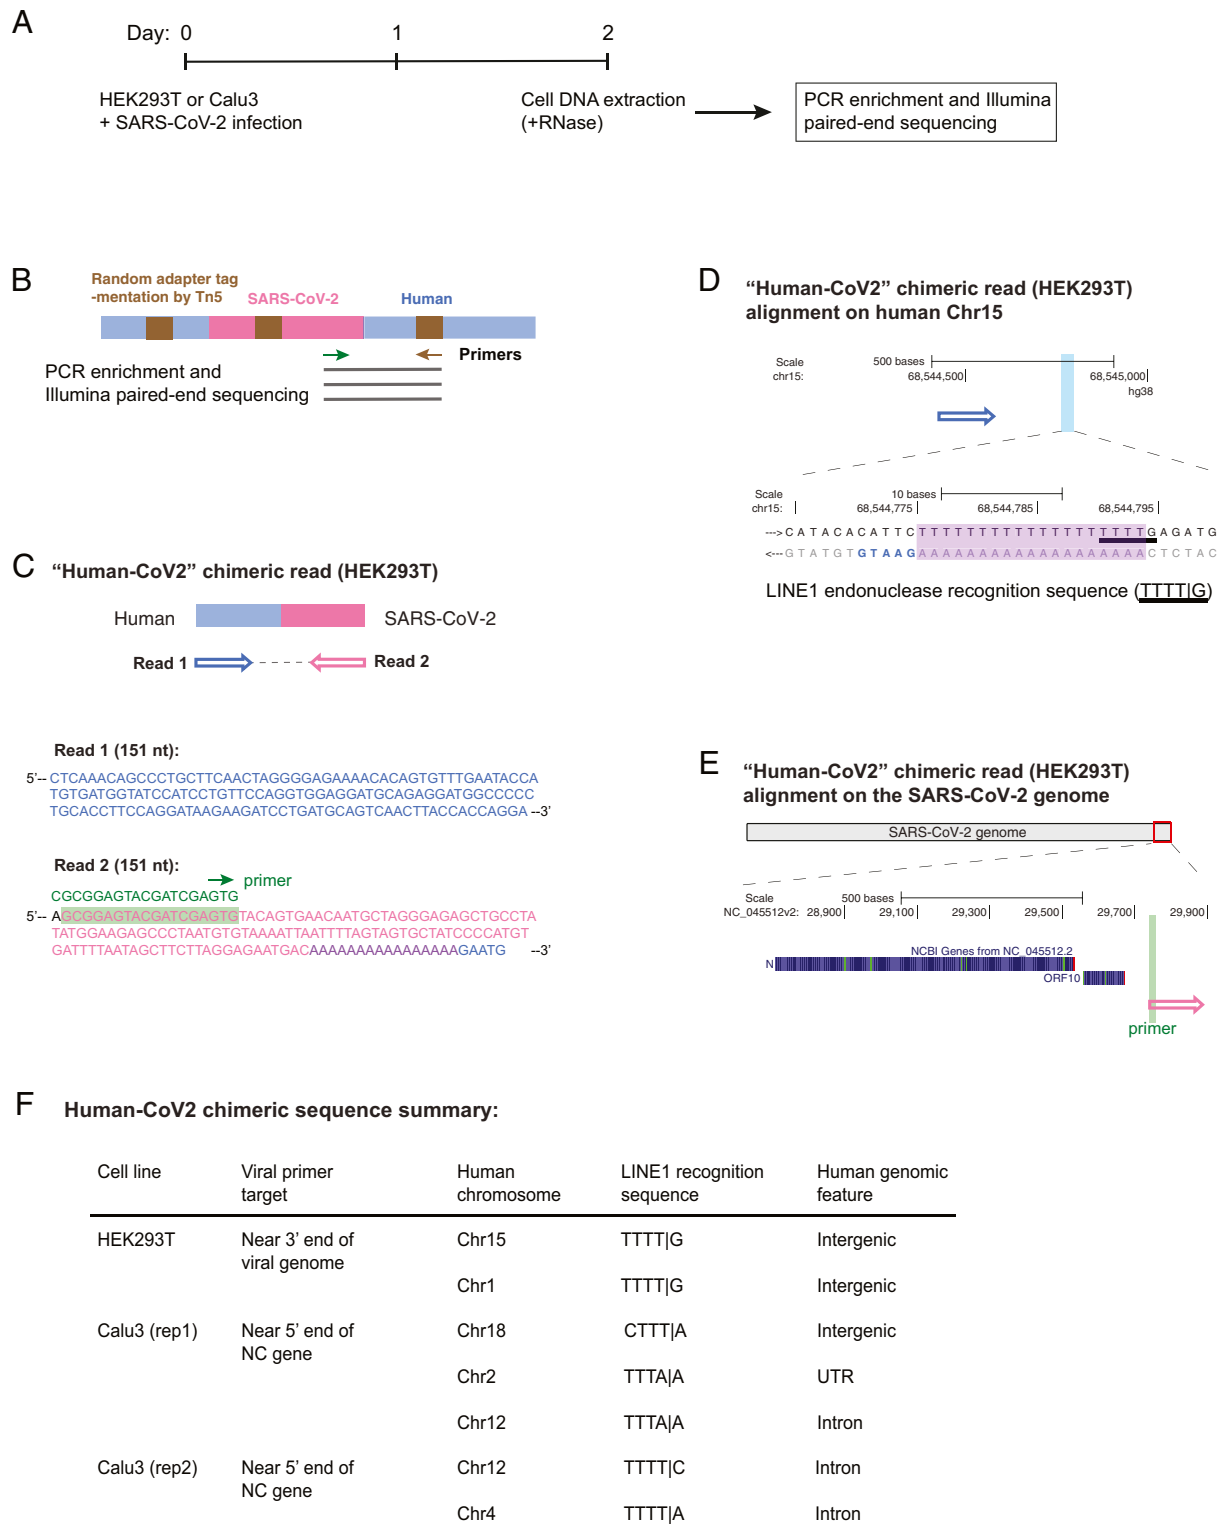 A
Day: 0 1 2
HEK293T or Calu3
+ SARS-CoV-2 infection
Cell DNA extraction
(+RNase)
PCR enrichment and Illumina
paired-end sequencing
B
Random adapter tag
-mentation by Tn5
SARS-CoV-2
Human
Primers
PCR enrichment and
Illumina paired-end sequencing
C
“Human-CoV2” chimeric read (HEK293T)
Human
SARS-CoV-2
Read 1
Read 2
Read 1 (151 nt):
5’-- CTCAAACAGCCCTGCTTCAACTAGGGGAGAAAACACAGTGTTTGAATACCA
TGTGATGGTATCCATCCTGTTCCAGGTGGAGGATGCAGAGGATGGCCCCC
TGCACCTTCCAGGATAAGAAGATCCTGATGCAGTCAACTTACCACCAGGA --3’
Read 2 (151 nt):
primer
CGCGGAGTACGATCGAGTG
5’-- AGCGGAGTACGATCGAGTGTACAGTGAACAATGCTAGGGAGAGCTGCCTA
TATGGAAGAGCCCTAATGTGTAAAATTAATTTTAGTAGTGCTATCCCCATGT
GATTTTAATAGCTTCTTAGGAGAATGACAAAAAAAAAAAAAAAAGAATG --3’
D
“Human-CoV2” chimeric read (HEK293T)
alignment on human Chr15
Scale
500 bases
chr15:
68,544,500
68,545,000
hg38
Scale
10 bases
chr15:
68,544,775
68,544,785
68,544,795
---> C A T A C A C A T T C T T T T T T T T T T T T T T T T T T T G A G A T G
<--- G T A T G T G T A A G A A A A A A A A A A A A A A A A A A A C T C T A C
LINE1 endonuclease recognition sequence (TTTT|G)
E
“Human-CoV2” chimeric read (HEK293T)
alignment on the SARS-CoV-2 genome
SARS-CoV-2 genome
Scale
500 bases
NC_045512v2:
28,900
29,100
29,300
29,500
29,700
29,900
NCBI Genes from NC_045512.2
N
ORF10
primer
F
Human-CoV2 chimeric sequence summary:
Cell line
Viral primer
target
Human
chromosome
LINE1 recognition
sequence
Human genomic
feature
HEK293T
Near 3’ end of
viral genome
Chr15
TTTT|G
Intergenic
Chr1
TTTT|G
Intergenic
Calu3 (rep1)
Near 5’ end of
NC gene
Chr18
CTTT|A
Intergenic
Chr2
TTTA|A
UTR
Chr12
TTTA|A
Intron
Calu3 (rep2)
Near 5’ end of
NC gene
Chr12
TTTT|C
Intron
Chr4
TTTT|A
Intron